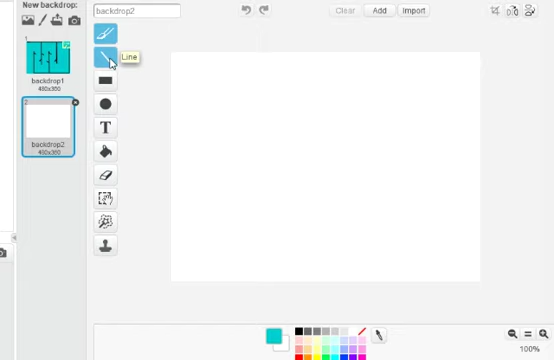 New backdrop:
1
backdrop1
480x360
2
backdrop2
480x360
backdrop2
Clear
Add
Import
Line
T
100%